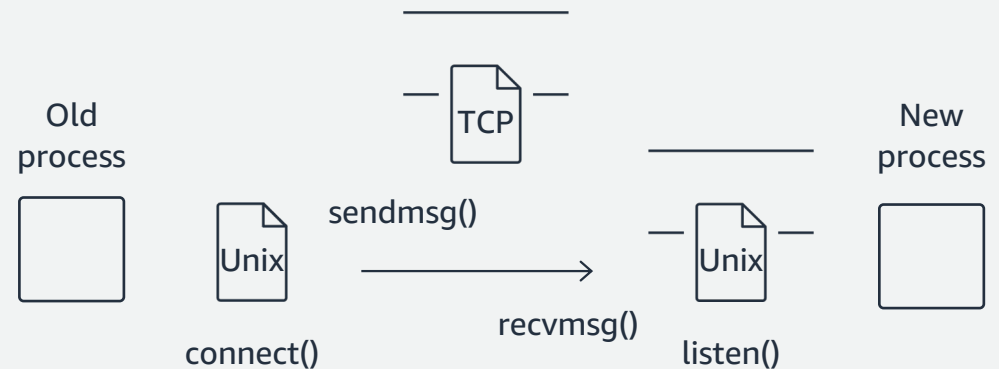 Old
process
TCP
New
process
sendmsg()
Unix
Unix
recvmsg()
connect()
listen()